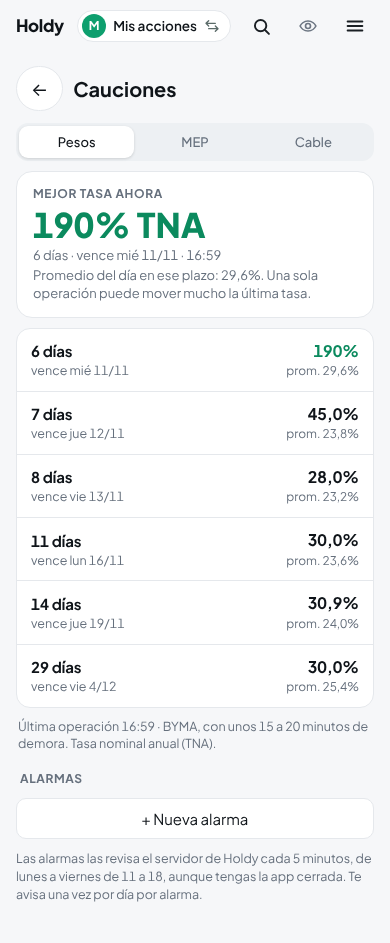 Holdy
M Mis acciones
← Cauciones
Pesos MEP Cable
MEJOR TASA AHORA
190% TNA
6 días · vence mié 11/11 · 16:59
Promedio del día en ese plazo: 29,6%. Una sola
operación puede mover mucho la última tasa.
6 días 190%
vence mié 11/11 prom. 29,6%
7 días 45,0%
vence jue 12/11 prom. 23,8%
8 días 28,0%
vence vie 13/11 prom. 23,2%
11 días 30,0%
vence lun 16/11 prom. 23,6%
14 días 30,9%
vence jue 19/11 prom. 24,0%
29 días 30,0%
vence vie 4/12 prom. 25,4%
Última operación 16:59 · BYMA, con unos 15 a 20 minutos de
demora. Tasa nominal anual (TNA).
ALARMAS
+ Nueva alarma
Las alarmas las revisa el servidor de Holdy cada 5 minutos, de
lunes a viernes de 11 a 18, aunque tengas la app cerrada. Te
avisa una vez por día por alarma.